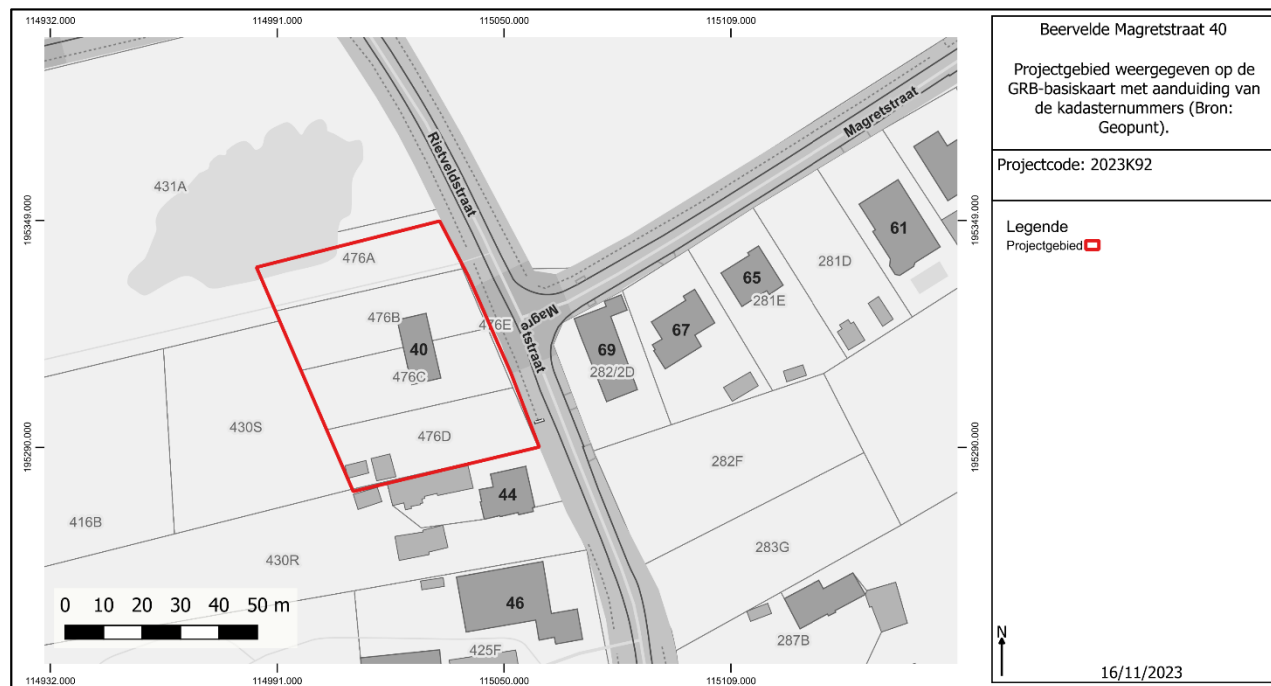 114932.000
114991.000
115050.000
115109.000
195349.000
195290.000
195349.000
195290.000
431A
Rietveldstraat
Magretstraat
476A
476B
476E
Magretstraat
40
476C
430S
476D
416B
430R
44
46
425F
69
282/2D
67
65
281E
281D
61
282F
283G
287B
0 10 20 30 40 50 m
114932.000
114991.000
115050.000
115109.000
Beervelde Magretstraat 40
Projectgebied weergegeven op de
GRB-basiskaart met aanduiding van
de kadasternummers (Bron:
Geopunt).
Projectcode: 2023K92
Legende
Projectgebied
N
16/11/2023